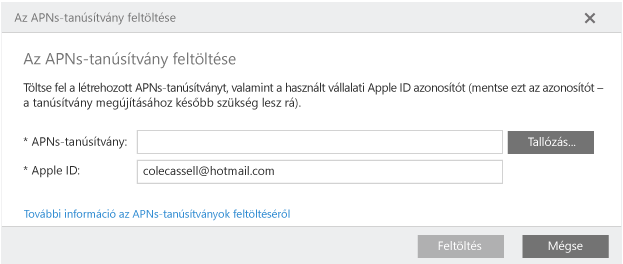 Az APNs-tanúsítvány feltöltése
Az APNs-tanúsítvány feltöltése
Töltse fel a létrehozott APNs-tanúsítványt, valamint a használt vállalati Apple ID azonosítót (mentse ezt az azonosítót –
a tanúsítvány megújításához később szükség lesz rá).
* APNs-tanúsítvány:
Tallózás...
* Apple ID:
colecassell@hotmail.com
További információ az APNs-tanúsítványok feltöltéséről
Feltöltés
Mégse